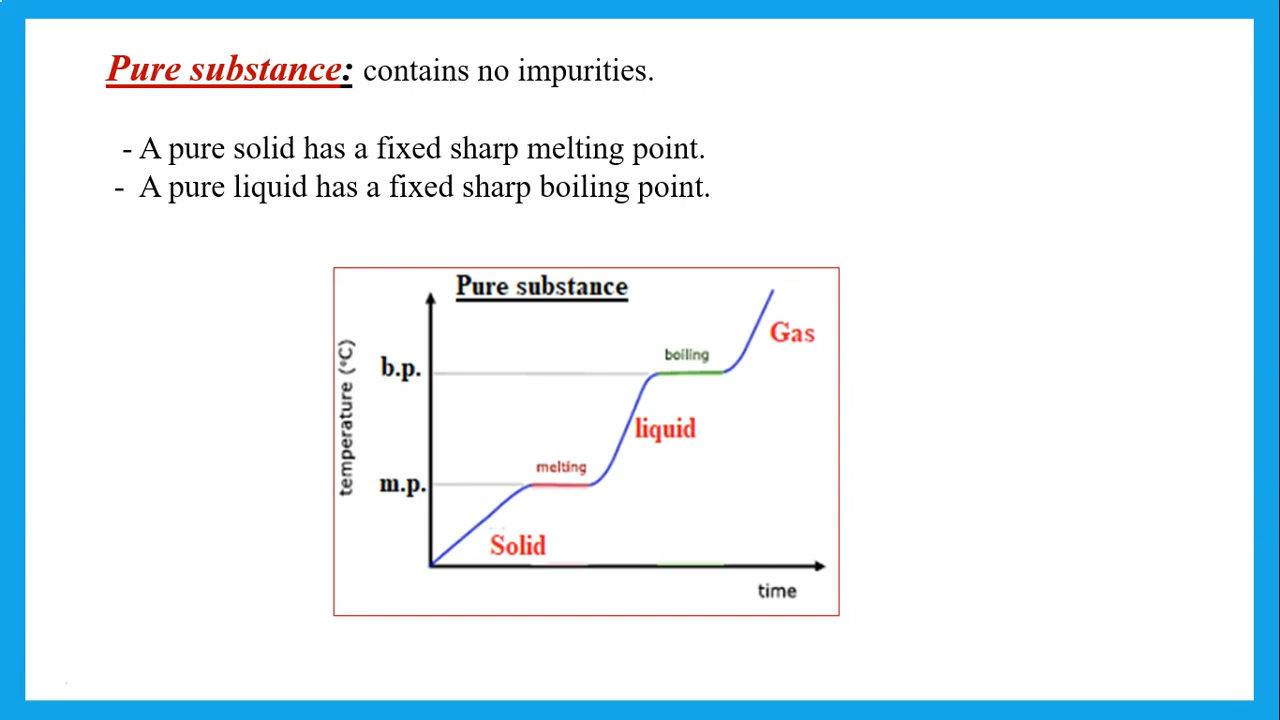 Pure substance: contains no impurities.
- A pure solid has a fixed sharp melting point.
- A pure liquid has a fixed sharp boiling point.
Pure substance
Gas
boiling
b.p.
temperature (°C)
liquid
melting
m.p.
Solid
time